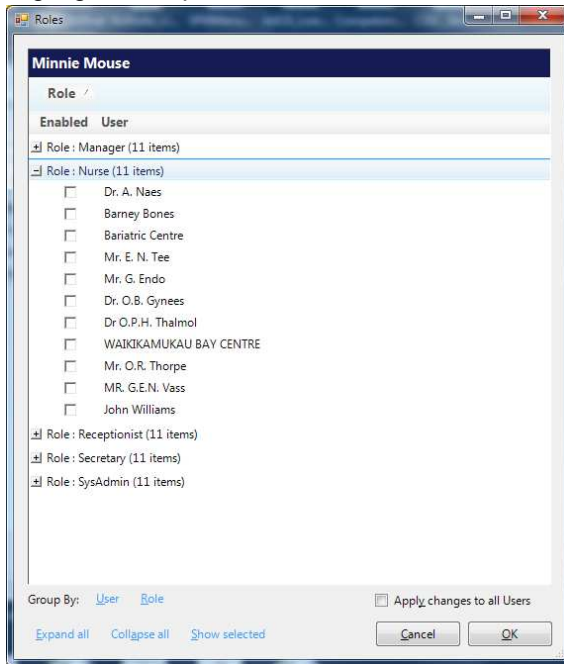 Roles
Minnie Mouse
Role
Enabled User
Role : Manager (11 items)
Role : Nurse (11 items)
Dr. A. Naes
Barney Bones
Bariatric Centre
Mr. E. N. Tee
Mr. G. Endo
Dr. O.B. Gynees
Dr O.P.H. Thalmol
WAIKIKAMUKAU BAY CENTRE
Mr. O.R. Thorpe
MR. G.E.N. Vass
John Williams
Role : Receptionist (11 items)
Role : Secretary (11 items)
Role : SysAdmin (11 items)
Group By: User Role Apply changes to all Users
Expand all Collapse all Show selected Cancel OK